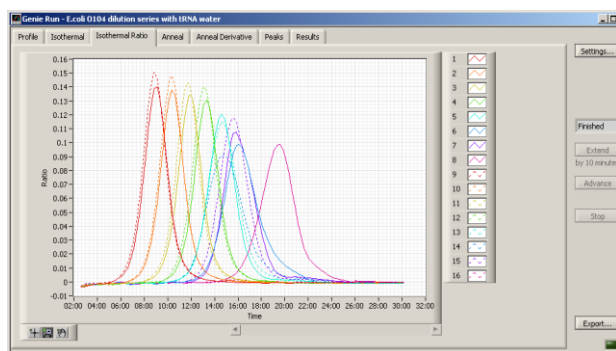 Genie Run - E.coli O104 dilution series with tRNA water
Profile Isothermal Isothermal Ratio Anneal Anneal Derivative Peaks Results
Settings...
Finished
Extend
by 10 minute
Advance
Stop
Export...
Ratio
0.16
0.15
0.14
0.13
0.12
0.11
0.1
0.09
0.08
0.07
0.06
0.05
0.04
0.03
0.02
0.01
0
-0.01
02:00 04:00 06:00 08:00 10:00 12:00 14:00 16:00 18:00 20:00 22:00 24:00 26:00 28:00 30:00 32:00
Time
1
2
3
4
5
6
7
8
9
10
11
12
13
14
15
16